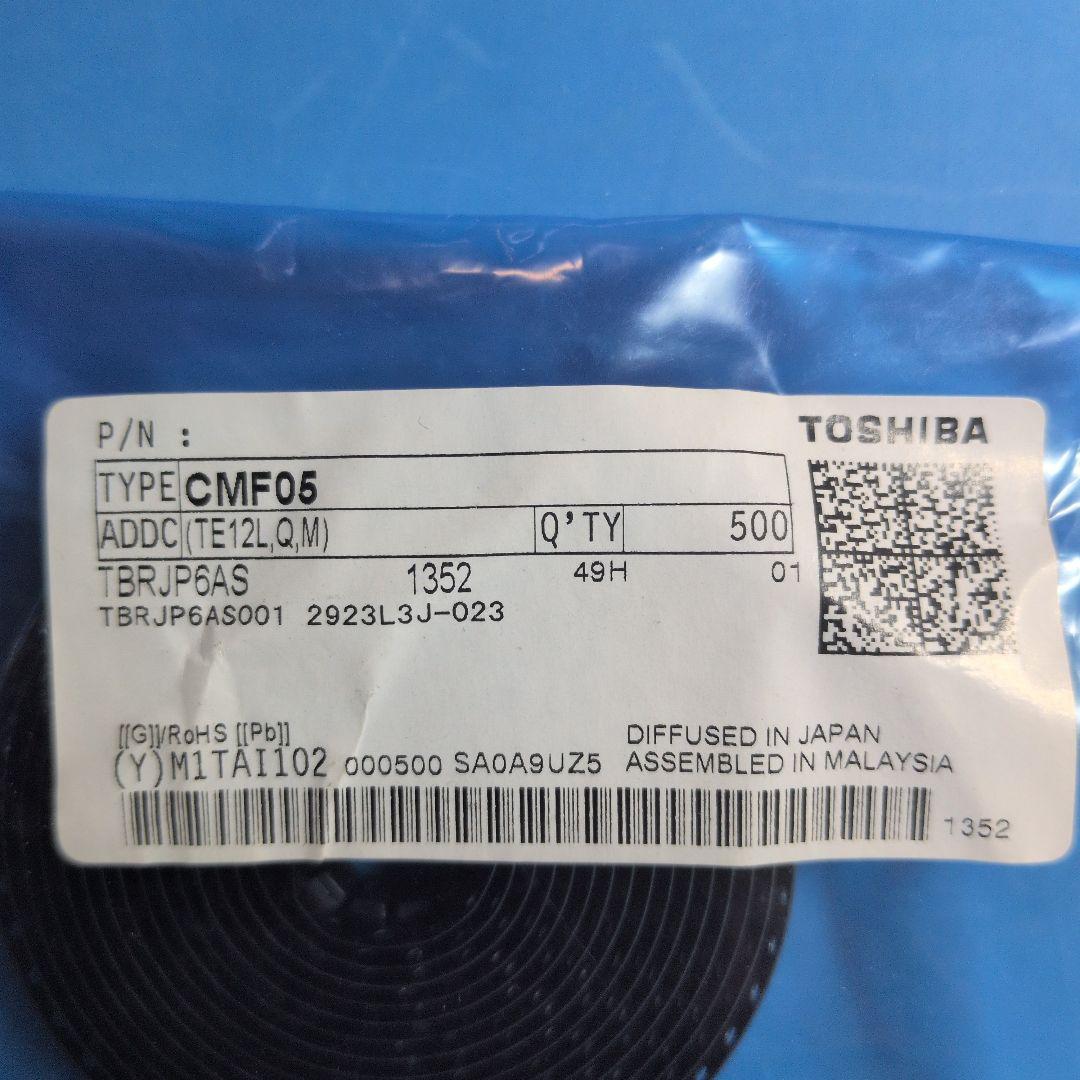 P/N :
TOSHIBA
TYPE CMF05
ADDC (TE12L,Q,M) Q'TY 500
TBRJP6AS 1352 49H 01
TBRJP6AS001 2923L3J-023
[[G]]/RoHS [[Pb]]
DIFFUSED IN JAPAN
(Y)M1TAI102 000500 SA0A9UZ5 ASSEMBLED IN MALAYSIA
1352